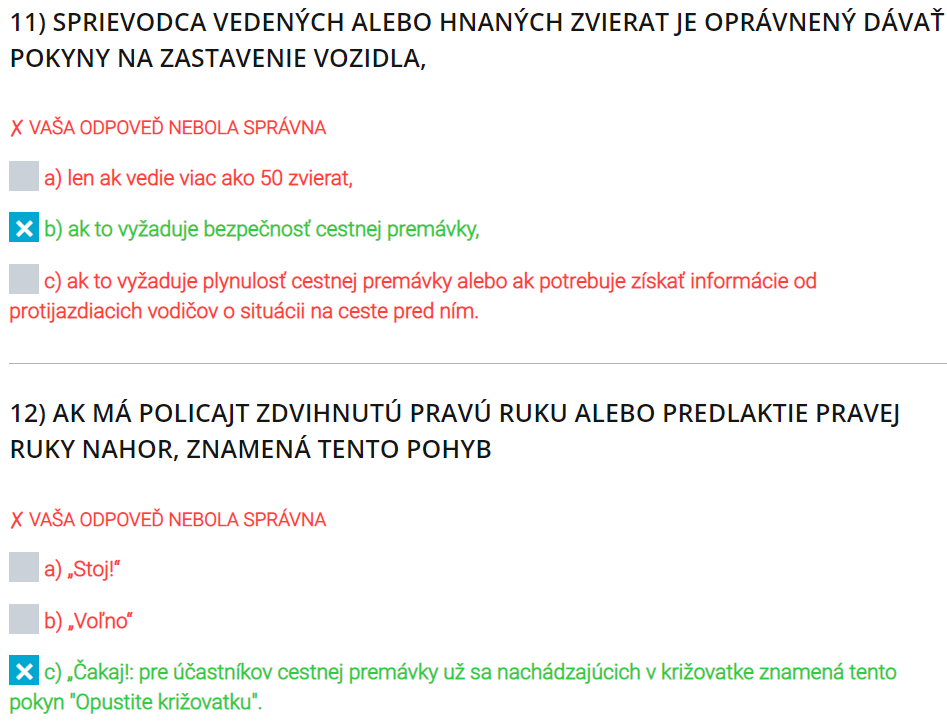 11) SPRIEVODCA VEDENÝCH ALEBO HNANÝCH ZVIERAT JE OPRÁVNENÝ DÁVAŤ
POKYNY NA ZASTAVENIE VOZIDLA,
✗ VAŠA ODPOVEĎ NEBOLA SPRÁVNA
a) len ak vedie viac ako 50 zvierat,
b) ak to vyžaduje bezpečnosť cestnej premávky,
c) ak to vyžaduje plynulosť cestnej premávky alebo ak potrebuje získať informácie od
protijazdiacich vodičov o situácii na ceste pred ním.
12) AK MÁ POLICAJT ZDVIHNUTÚ PRAVÚ RUKU ALEBO PREDLAKTIE PRAVEJ
RUKY NAHOR, ZNAMENÁ TENTO POHYB
✗ VAŠA ODPOVEĎ NEBOLA SPRÁVNA
a) „Stoj!“
b) „Voľno“
c) „Čakaj!: pre účastníkov cestnej premávky už sa nachádzajúcich v križovatke znamená tento
pokyn "Opustite križovatku".